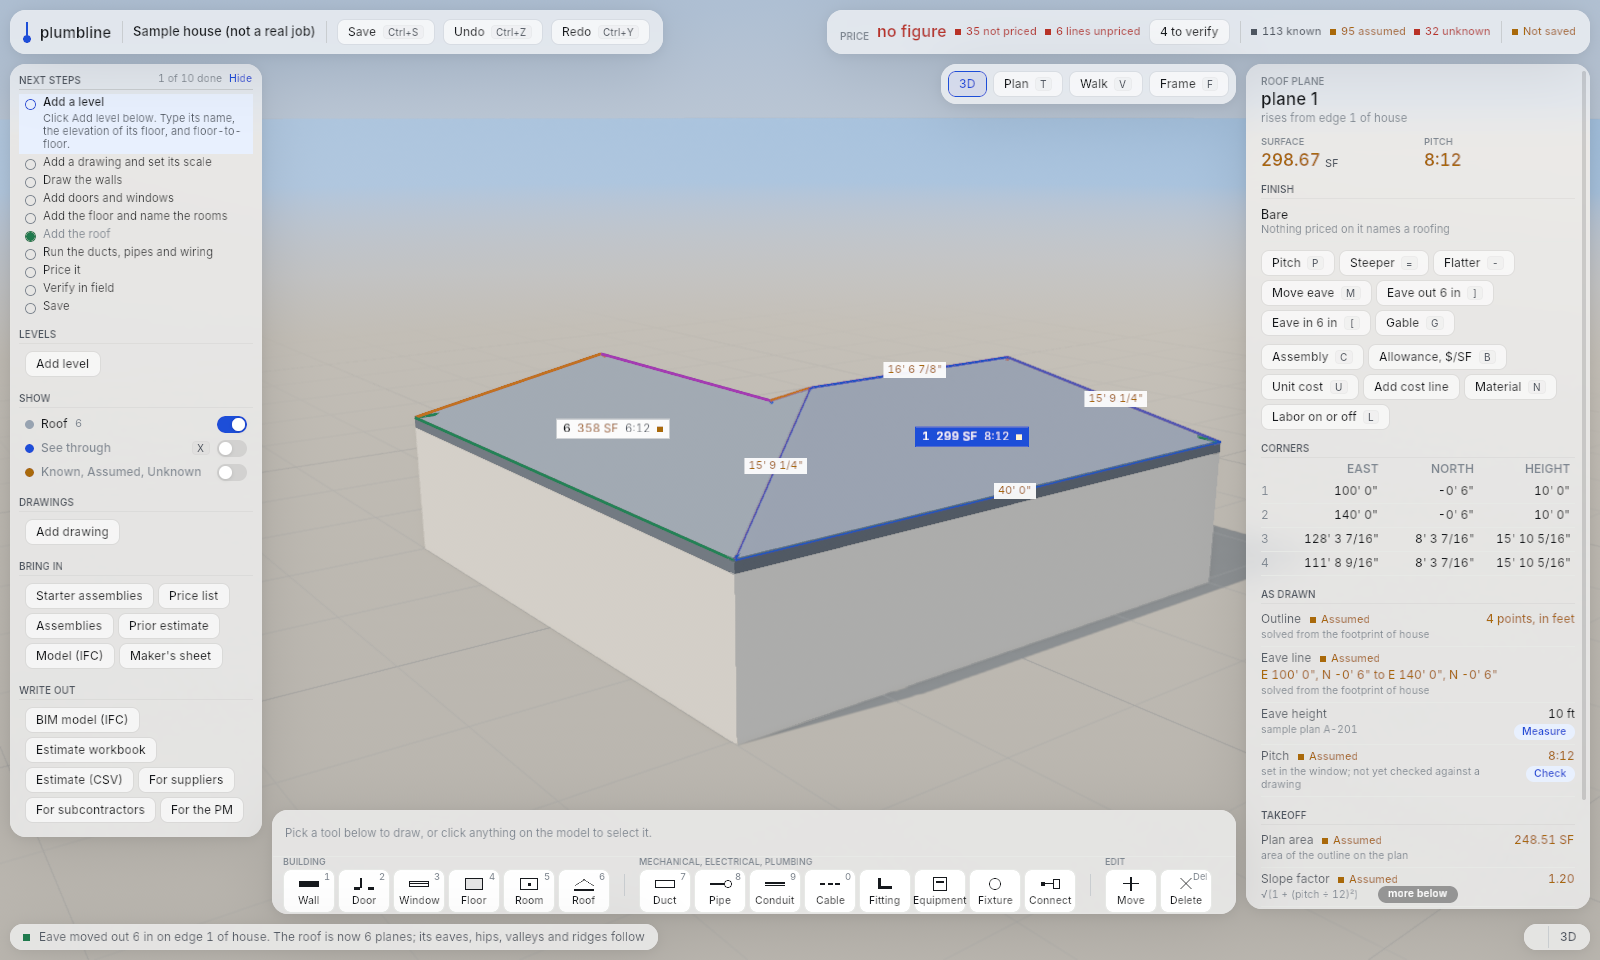 plumbline
Sample house (not a real job)
Save Ctrl+S
Undo Ctrl+Z
Redo Ctrl+Y
PRICE no figure
35 not priced
6 lines unpriced
4 to verify
113 known
95 assumed
32 unknown
Not saved
NEXT STEPS 1 of 10 done Hide
Add a level
Click Add level below. Type its name,
the elevation of its floor, and floor-to-
floor.
Add a drawing and set its scale
Draw the walls
Add doors and windows
Add the floor and name the rooms
Add the roof
Run the ducts, pipes and wiring
Price it
Verify in field
Save
LEVELS
Add level
SHOW
Roof 6
See through X
Known, Assumed, Unknown
DRAWINGS
Add drawing
BRING IN
Starter assemblies Price list
Assemblies Prior estimate
Model (IFC) Maker's sheet
WRITE OUT
BIM model (IFC)
Estimate workbook
Estimate (CSV) For suppliers
For subcontractors For the PM
3D
Plan T
Walk V
Frame F
16' 6 7/8"
15' 9 1/4"
6 358 SF 6:12
1 299 SF 8:12
15' 9 1/4"
40' 0"
ROOF PLANE
plane 1
rises from edge 1 of house
SURFACE PITCH
298.67 SF 8:12
FINISH
Bare
Nothing priced on it names a roofing
Pitch P Steeper = Flatter -
Move eave M Eave out 6 in ]
Eave in 6 in [ Gable G
Assembly C Allowance, $/SF B
Unit cost U Add cost line Material N
Labor on or off L
CORNERS
EAST NORTH HEIGHT
1 100' 0" -0' 6" 10' 0"
2 140' 0" -0' 6" 10' 0"
3 128' 3 7/16" 8' 3 7/16" 15' 10 5/16"
4 111' 8 9/16" 8' 3 7/16" 15' 10 5/16"
AS DRAWN
Outline Assumed 4 points, in feet
solved from the footprint of house
Eave line Assumed
E 100' 0", N -0' 6" to E 140' 0", N -0' 6"
solved from the footprint of house
Eave height 10 ft
sample plan A-201 Measure
Pitch Assumed 8:12
set in the window; not yet checked against a
drawing
Check
TAKEOFF
Plan area Assumed 248.51 SF
area of the outline on the plan
Slope factor Assumed 1.20
√(1 + (pitch ÷ 12)²) more below
Pick a tool below to draw, or click anything on the model to select it.
BUILDING MECHANICAL, ELECTRICAL, PLUMBING EDIT
1 2 3 4 5 6 7 8 9 0 Del
Wall Door Window Floor Room Roof Duct Pipe Conduit Cable Fitting Equipment Fixture Connect Move Delete
Eave moved out 6 in on edge 1 of house. The roof is now 6 planes; its eaves, hips, valleys and ridges follow
3D